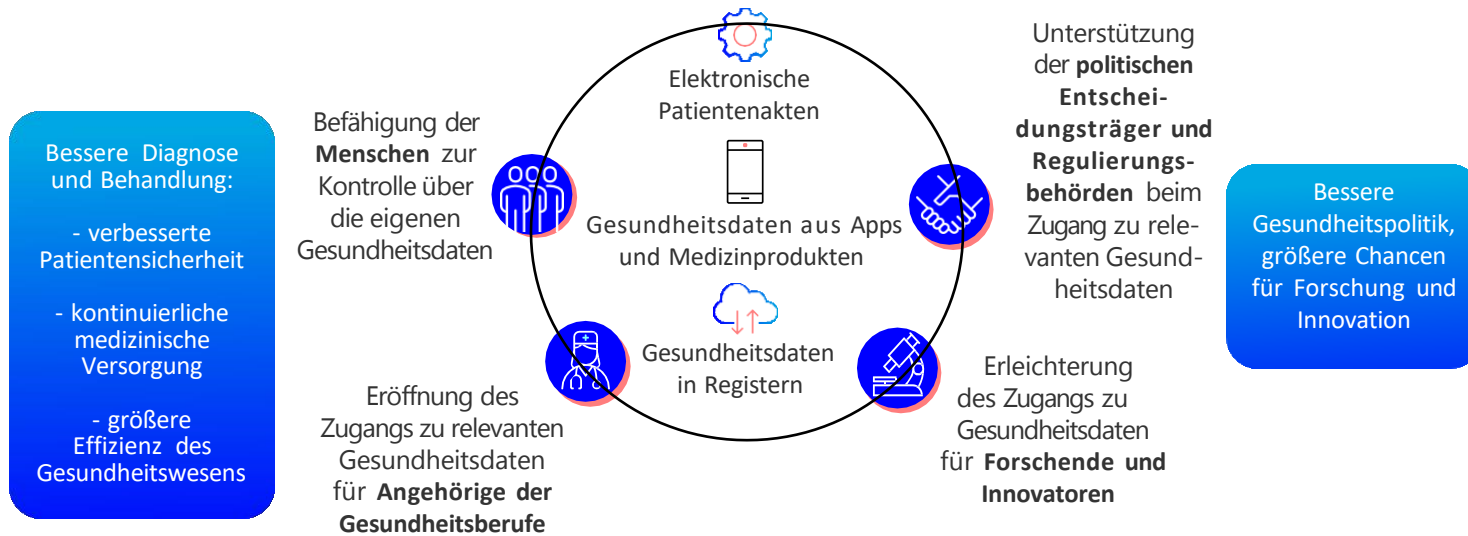 Bessere Diagnose
und Behandlung:
- verbesserte
Patientensicherheit
- kontinuierliche
medizinische
Versorgung
- größere
Effizienz des
Gesundheitswesens
Befähigung der
Menschen zur
Kontrolle über
die eigenen
Gesundheitsdaten
Eröffnung des
Zugangs zu relevanten
Gesundheitsdaten
für Angehörige der
Gesundheitsberufe
Elektronische
Patientenakten
Gesundheitsdaten aus Apps
und Medizinprodukten
Gesundheitsdaten
in Registern
Unterstützung
der politischen
Entschei-
dungsträger und
Regulierungs-
behörden beim
Zugang zu rele-
vanten Gesund-
heitsdaten
Erleichterung
des Zugangs zu
Gesundheitsdaten
für Forschende und
Innovatoren
Bessere
Gesundheitspolitik,
größere Chancen
für Forschung und
Innovation